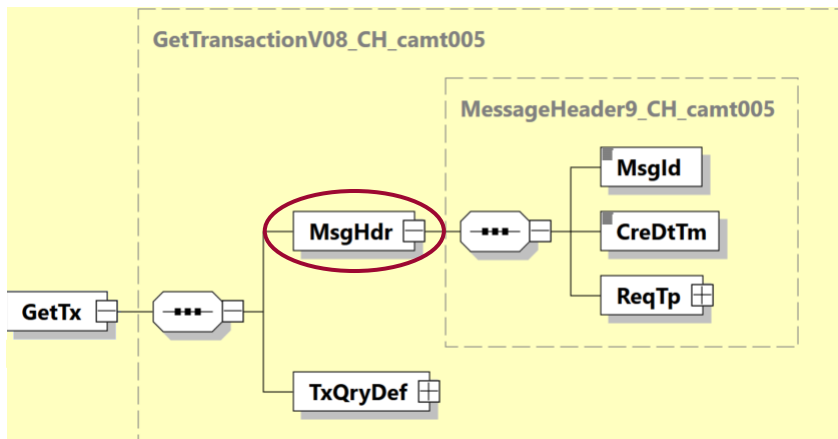 GetTransactionV08_CH_camt005
MessageHeader9_CH_camt005
MsgId
MsgHdr
CreDtTm
ReqTp
GetTx
TxQryDef